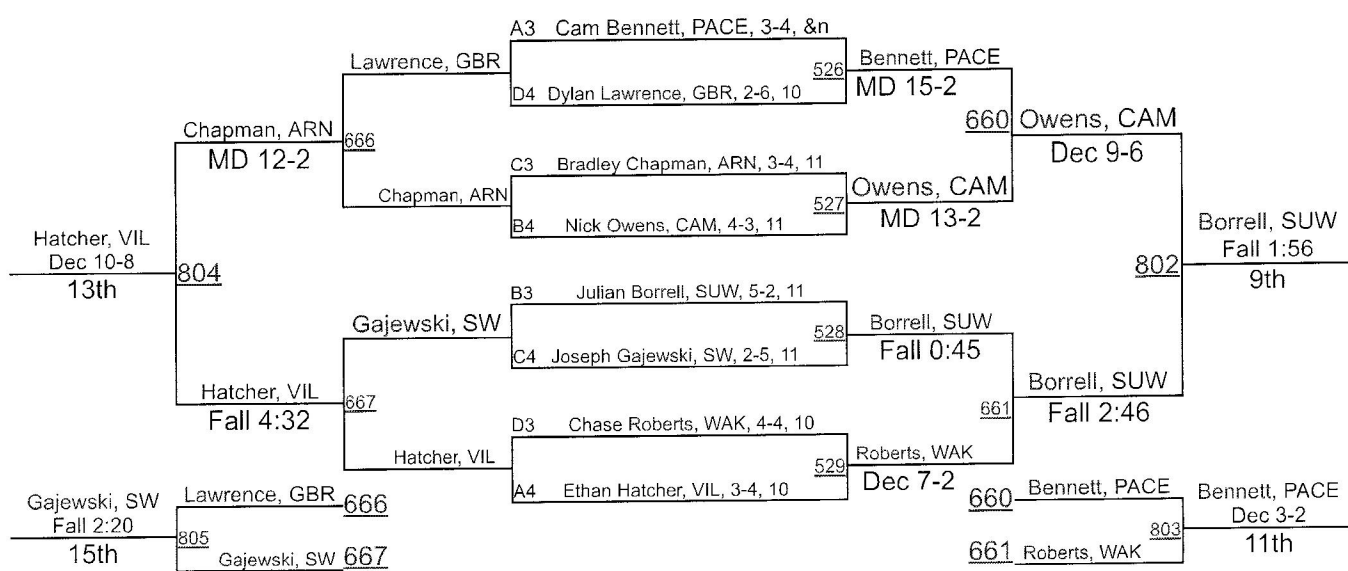 A3 Cam Bennett, PACE, 3-4, &n
Lawrence, GBR
526
Bennett, PACE
D4 Dylan Lawrence, GBR, 2-6, 10
MD 15-2
Chapman, ARN
666
660
Owens, CAM
MD 12-2
Dec 9-6
C3 Bradley Chapman, ARN, 3-4, 11
Chapman, ARN
527
Owens, CAM
B4 Nick Owens, CAM, 4-3, 11
MD 13-2
Hatcher, VIL
Dec 10-8
804
13th
Borrell, SUW
Fall 1:56
802
9th
B3 Julian Borrell, SUW, 5-2, 11
Gajewski, SW
528
Borrell, SUW
C4 Joseph Gajewski, SW, 2-5, 11
Fall 0:45
Hatcher, VIL
667
661
Borrell, SUW
Fall 4:32
Fall 2:46
D3 Chase Roberts, WAK, 4-4, 10
Hatcher, VIL
529
Roberts, WAK
A4 Ethan Hatcher, VIL, 3-4, 10
Dec 7-2
Gajewski, SW
Fall 2:20
15th
Lawrence, GBR 666
805
Gajewski, SW 667
660 Bennett, PACE
803
661 Roberts, WAK
Bennett, PACE
Dec 3-2
11th